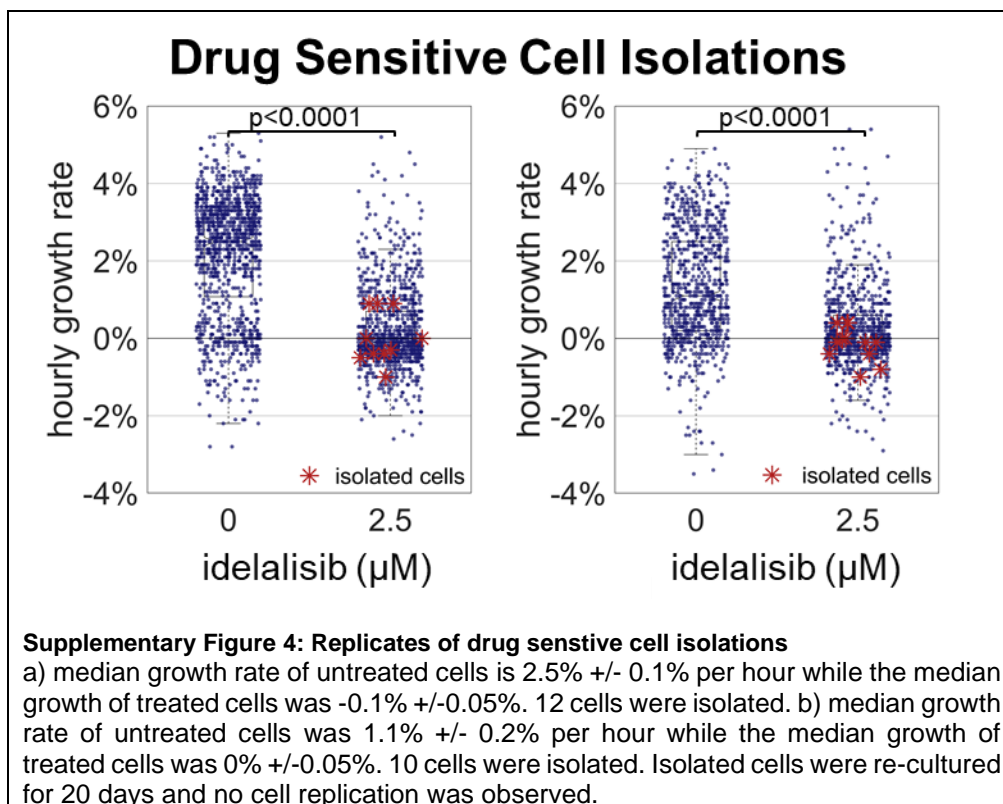 Drug Sensitive Cell Isolations
6%
4%
2%
0%
-2%
-4%
hourly growth rate
p<0.0001
isolated cells
0
2.5
idelalisib (µM)
6%
4%
2%
0%
-2%
-4%
hourly growth rate
p<0.0001
isolated cells
0
2.5
idelalisib (µM)
Supplementary Figure 4: Replicates of drug senstive cell isolations
a) median growth rate of untreated cells is 2.5% +/- 0.1% per hour while the median
growth of treated cells was -0.1% +/-0.05%. 12 cells were isolated. b) median growth
rate of untreated cells was 1.1% +/- 0.2% per hour while the median growth of
treated cells was 0% +/-0.05%. 10 cells were isolated. Isolated cells were re-cultured
for 20 days and no cell replication was observed.